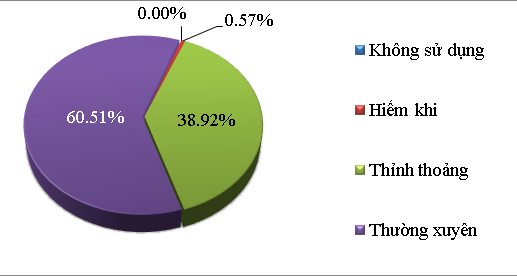 0.00%
0.57%
60.51%
38.92%
Không sử dụng
Hiếm khi
Thỉnh thoảng
Thường xuyên